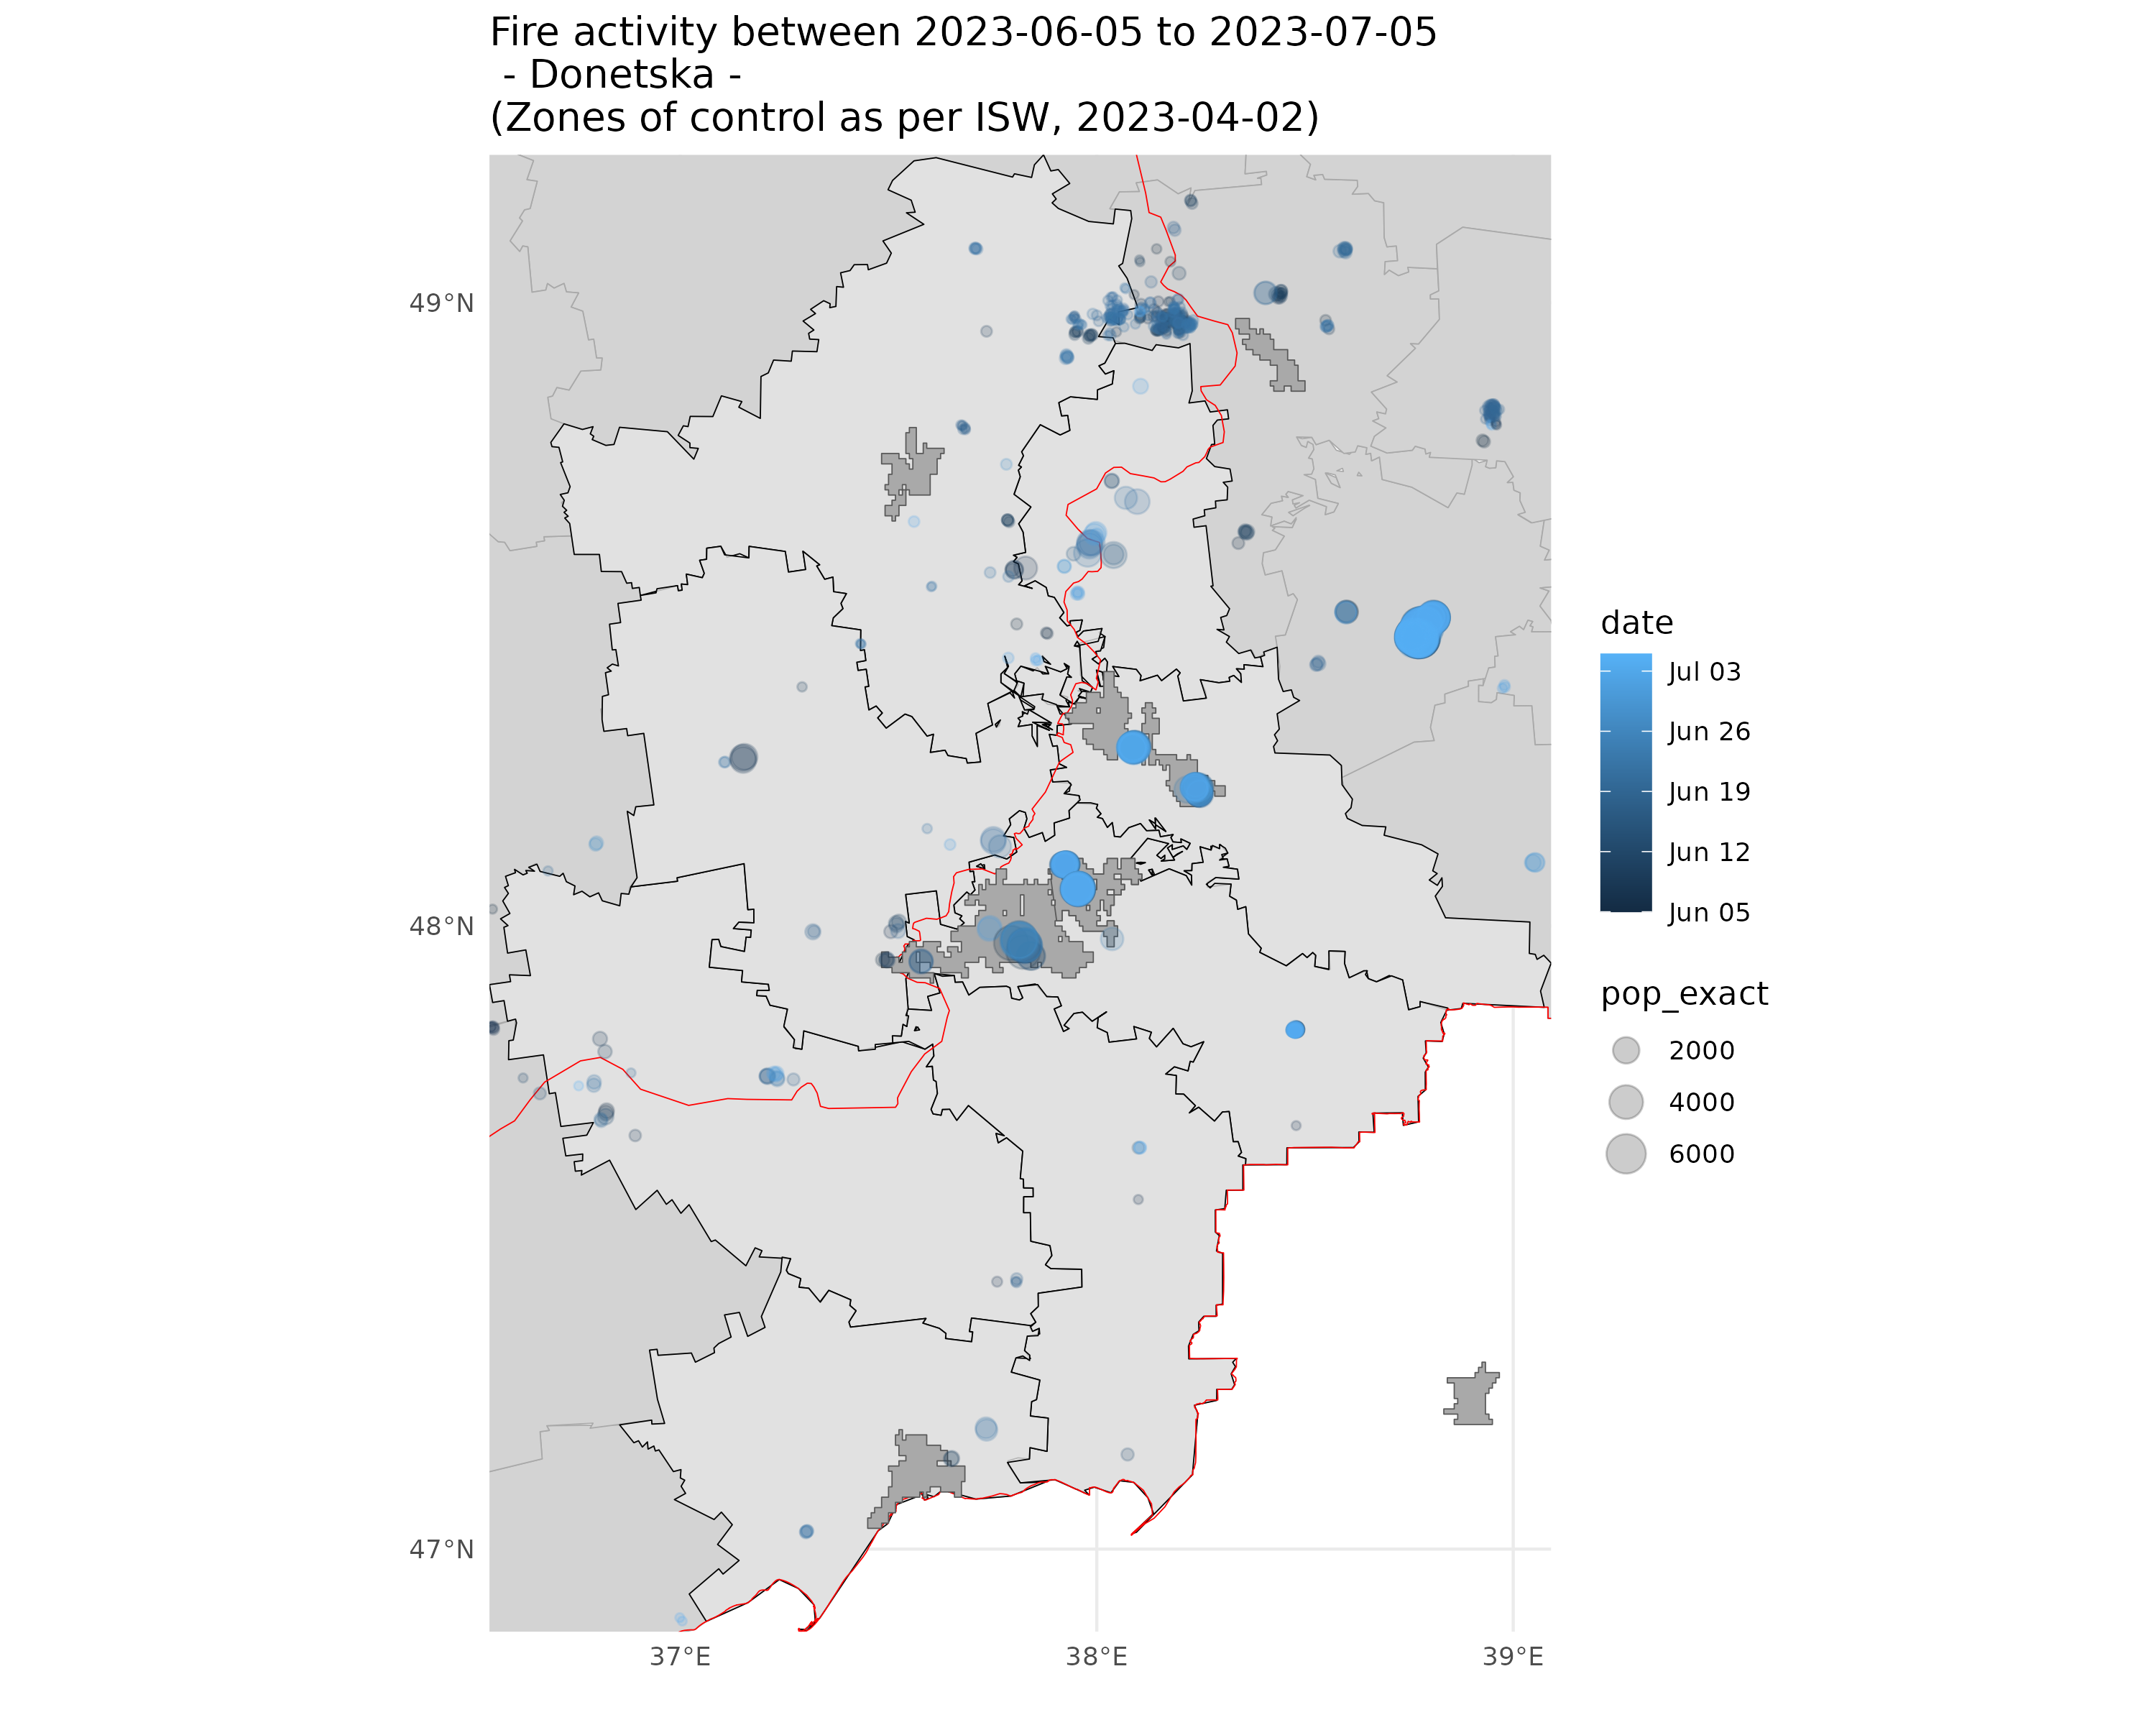 Fire activity between 2023-06-05 to 2023-07-05
- Donetska -
(Zones of control as per ISW, 2023-04-02)
49°N
48°N
47°N
37°E
38°E
39°E
date
Jul 03
Jun 26
Jun 19
Jun 12
Jun 05
pop_exact
2000
4000
6000